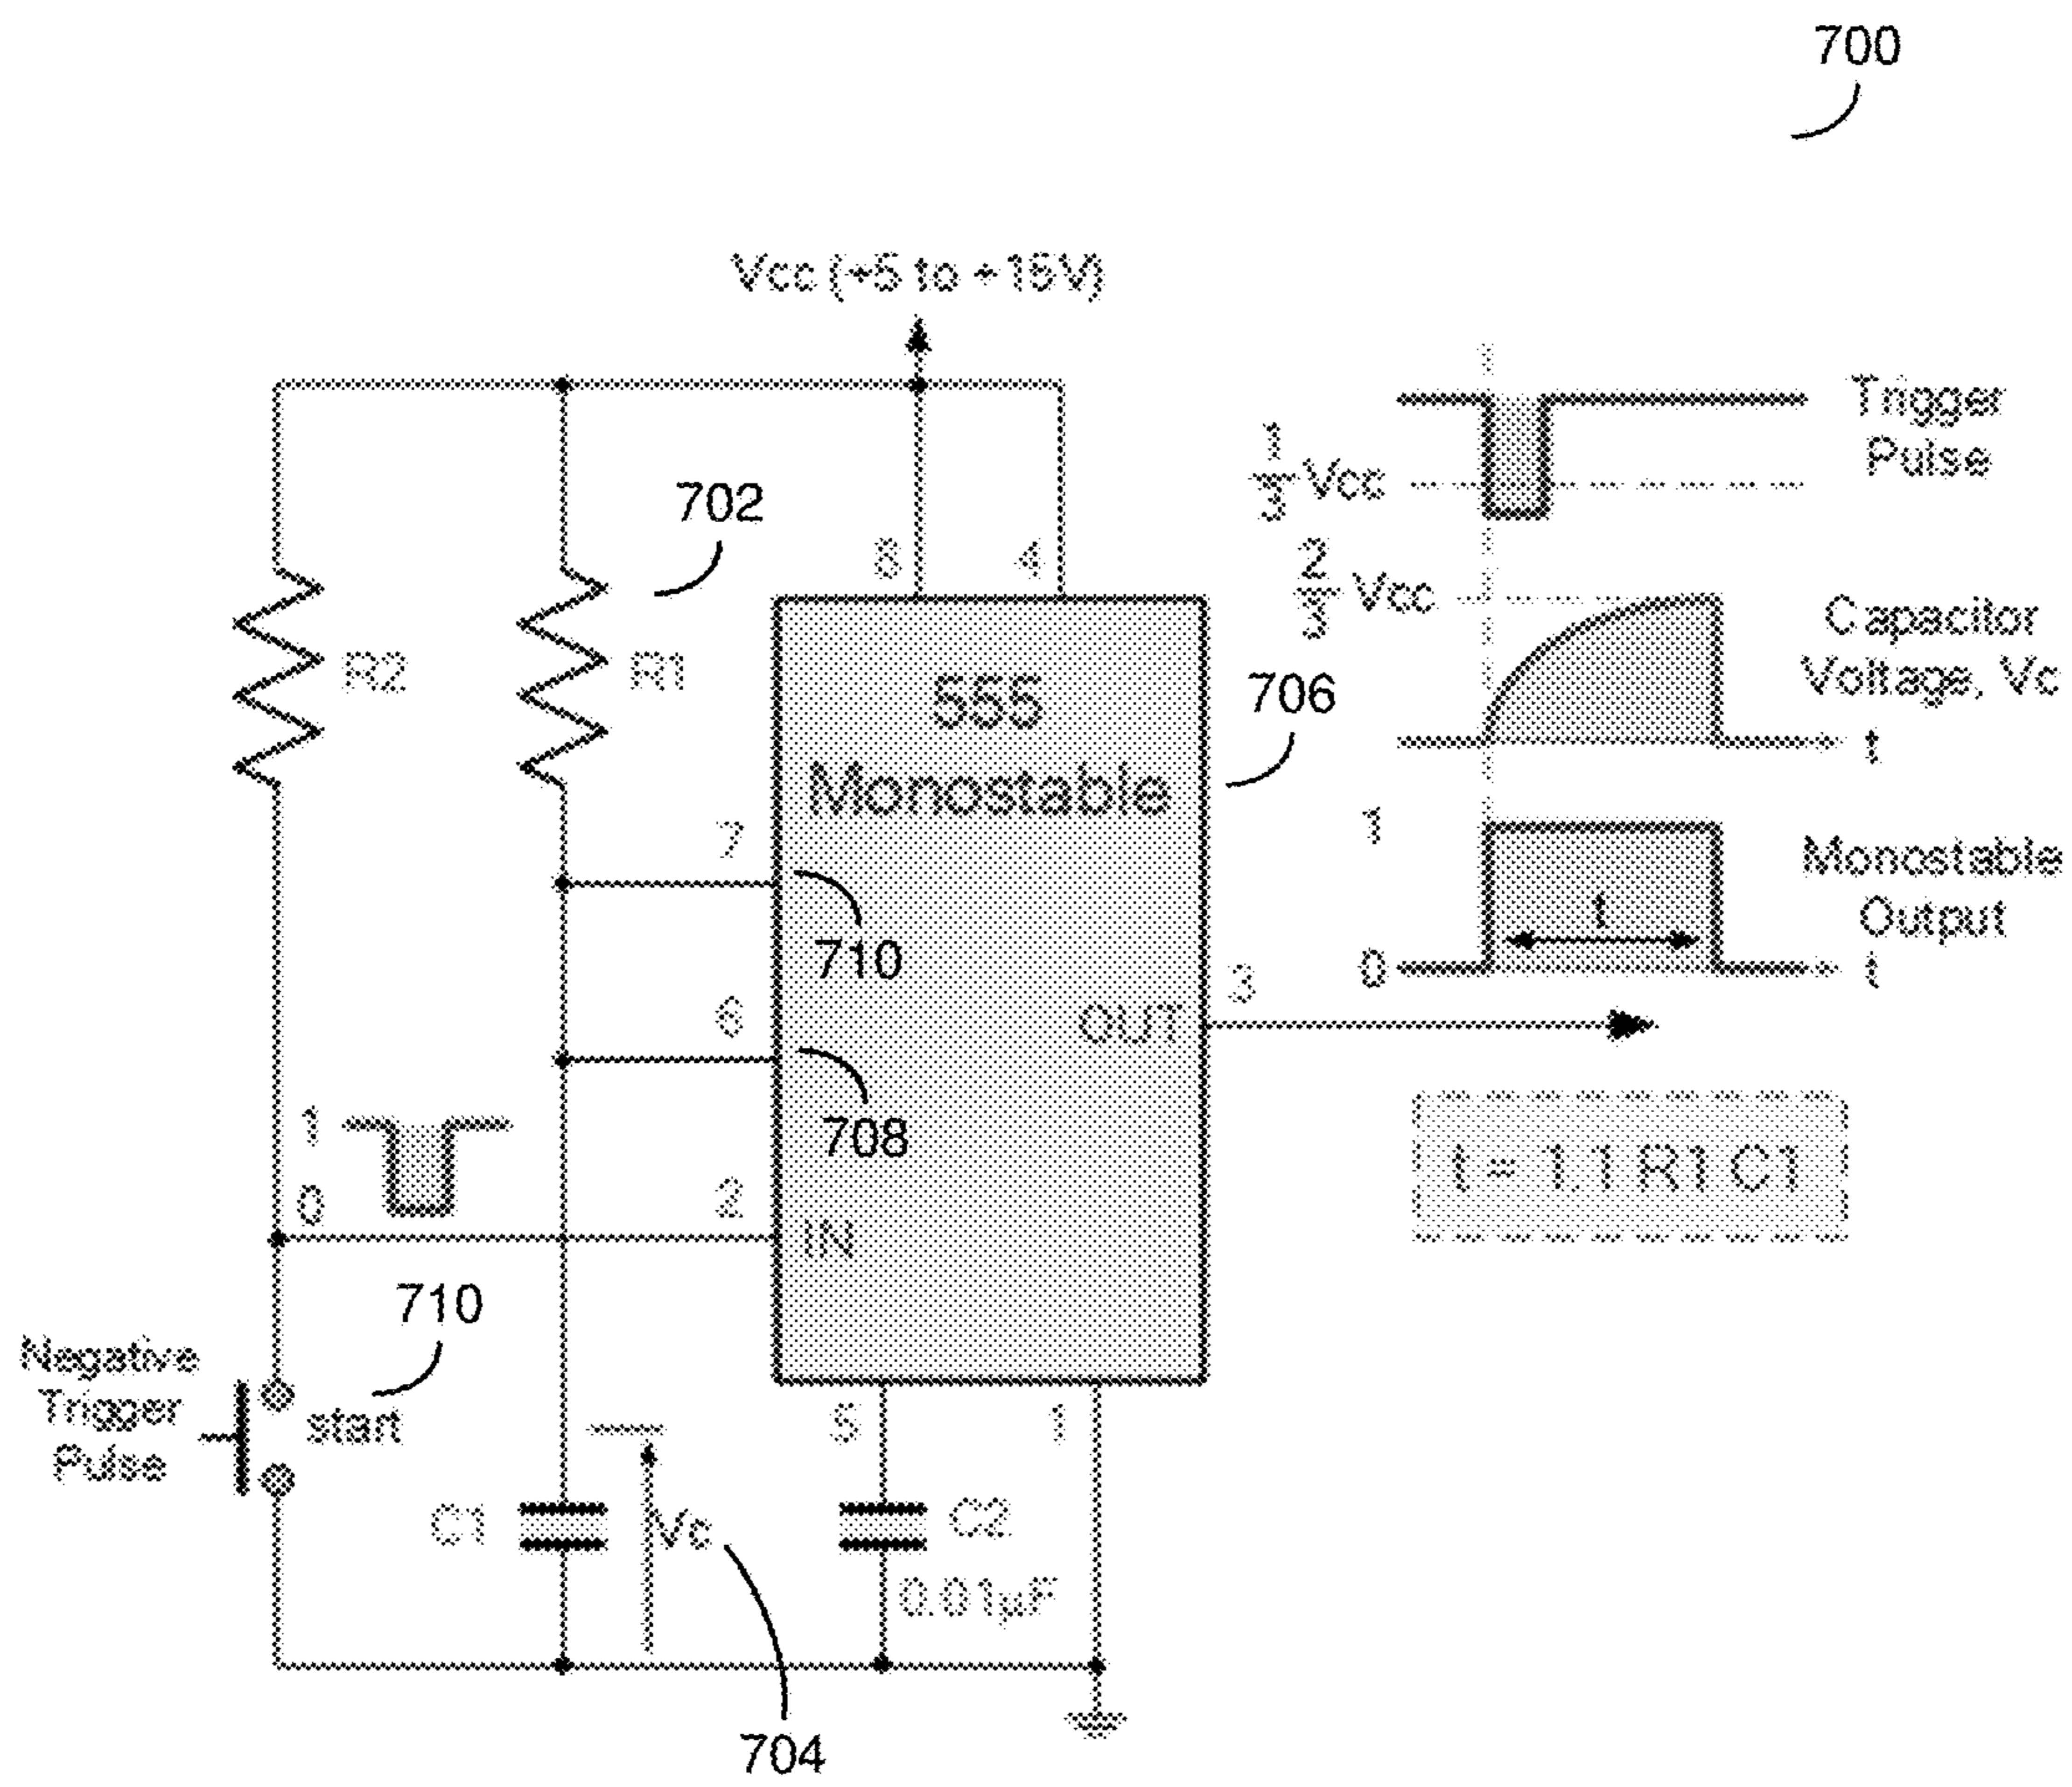 700
Vcc (+5 to +15V)
Trigger
Pulse
1/3 Vcc
702
8
4
2/3 Vcc
Capacitor
Voltage, Vc
t
R2
R1
555
Monostable
706
7
710
1
Monostable
Output
t
0
t
6
708
OUT
3
1
0
2
IN
t = 1.1 R1 C1
710
Negative
Trigger
Pulse
start
5
1
C1
Vc
C2
0.01µF
704